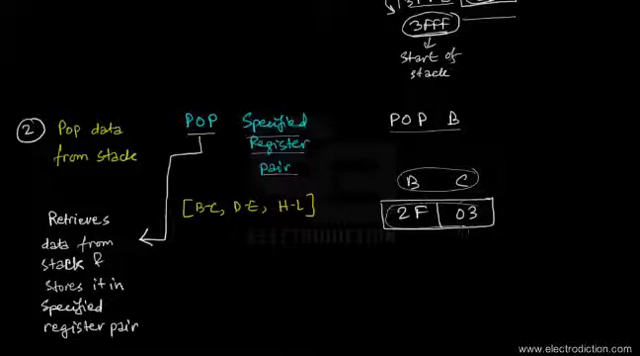 3FFF
Start of
stack
2 Pop data
from stack
POP Specified
Register
pair
[B-C, D-E, H-L]
POP B
B C
2F 03
Retrieves
data from
stack &
stores it in
specified
register pair
www.electrodiction.com